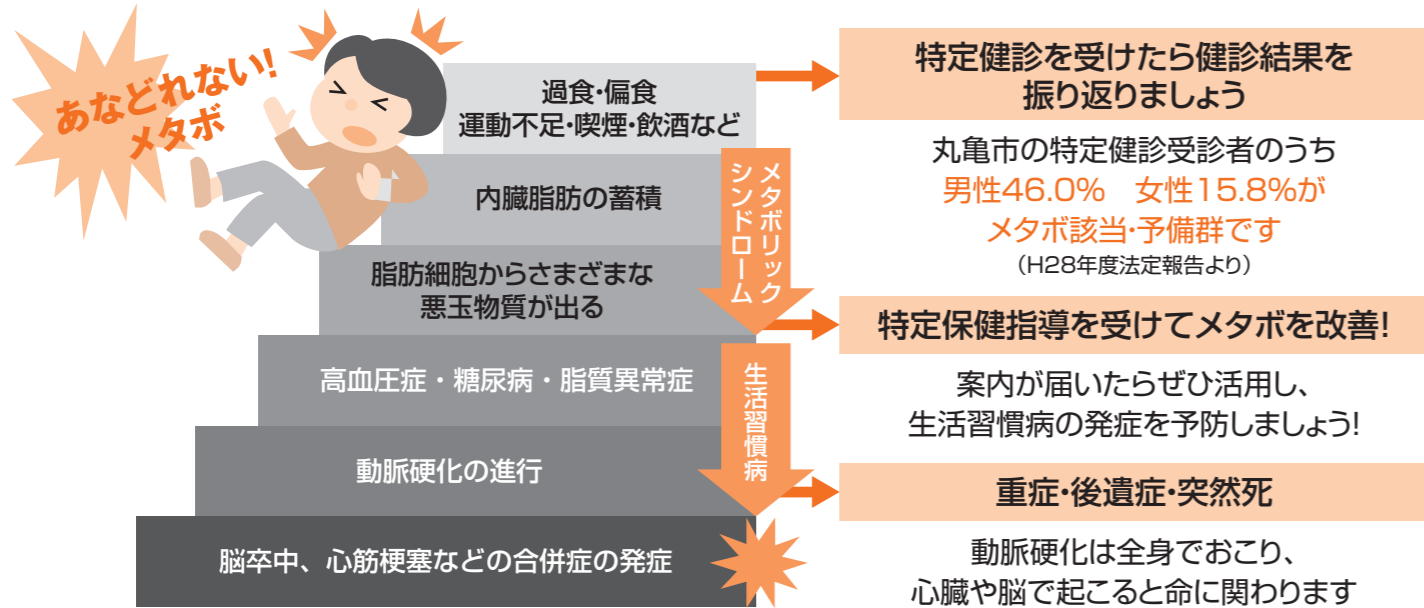 あなどれない!
メタボ
過食・偏食
運動不足・喫煙・飲酒など
内臓脂肪の蓄積
脂肪細胞からさまざまな
悪玉物質が出る
高血圧症・糖尿病・脂質異常症
動脈硬化の進行
脳卒中、心筋梗塞などの合併症の発症
メタボリック
シンドローム
生活習慣病
特定健診を受けたら健診結果を
振り返りましょう
丸亀市の特定健診受診者のうち
男性46.0% 女性15.8%が
メタボ該当・予備群です
(H28年度法定報告より)
特定保健指導を受けてメタボを改善!
案内が届いたらぜひ活用し、
生活習慣病の発症を予防しましょう!
重症・後遺症・突然死
動脈硬化は全身でおこり、
心臓や脳で起こると命に関わります